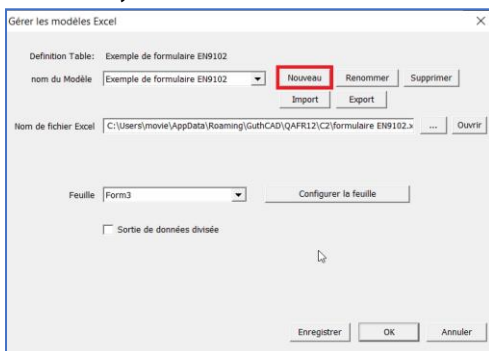 Gérer les modèles Excel
Definition Table: Exemple de formulaire EN9102
nom du Modèle Exemple de formulaire EN9102 Nouveau Renommer Supprimer
Import Export
Nom de fichier Excel C:\Users\movie\AppData\Roaming\GuthCAD\QAFR12\C2\formulaire EN9102.x ... Ouvrir
Feuille Form3 Configurer la feuille
Sortie de données divisée
Enregistrer OK Annuler